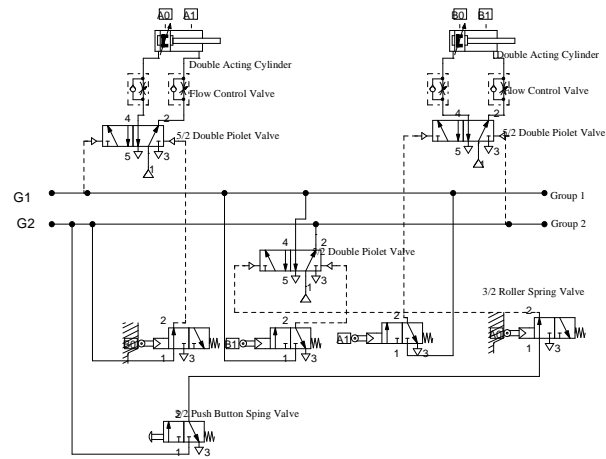 A0 A1 B0 B1
Double Acting Cylinder Double Acting Cylinder
Flow Control Valve Flow Control Valve
4 2 4 2
5/2 Double Piolet Valve 5/2 Double Piolet Valve
5 3 5 3
1 1
G1 Group 1
G2 Group 2
4 2
5/2 Double Piolet Valve
5 3
1
3/2 Roller Spring Valve
2 2 2 2
B0 B1 A1 A0
1 3 1 3 1 3 1 3
3/2 Push Button Sping Valve
2
1 3